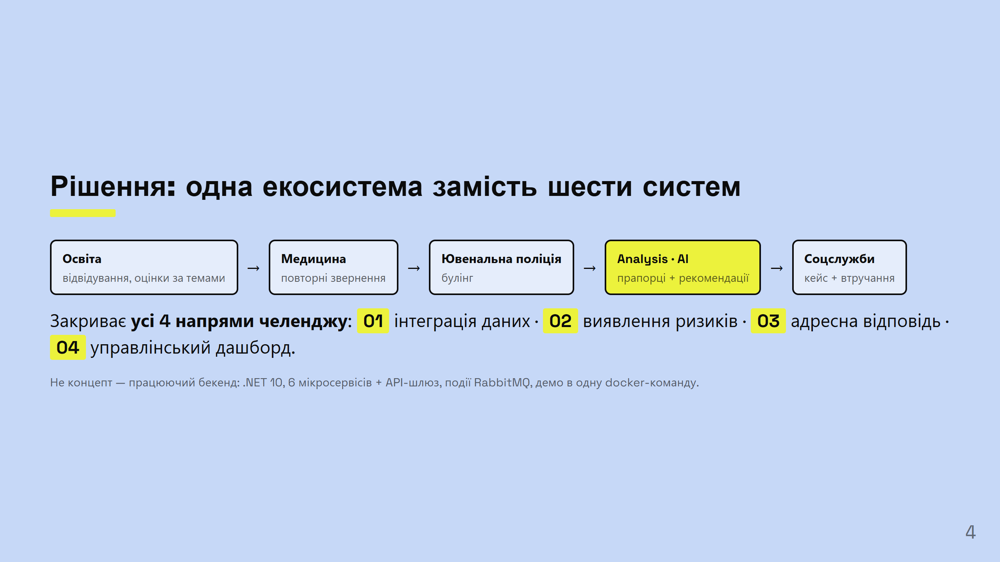 Рішення: одна екосистема замість шести систем
Освіта
відвідування, оцінки за темами
→
Медицина
повторні звернення
→
Ювенальна поліція
булінг
→
Analysis · AI
прапорці + рекомендації
→
Соцслужби
кейс + втручання
Закриває усі 4 напрями челенджу: 01 інтеграція даних · 02 виявлення ризиків · 03 адресна відповідь ·
04 управлінський дашборд.
Не концепт — працюючий бекенд: .NET 10, 6 мікросервісів + API-шлюз, події RabbitMQ, демо в одну docker-команду.
4